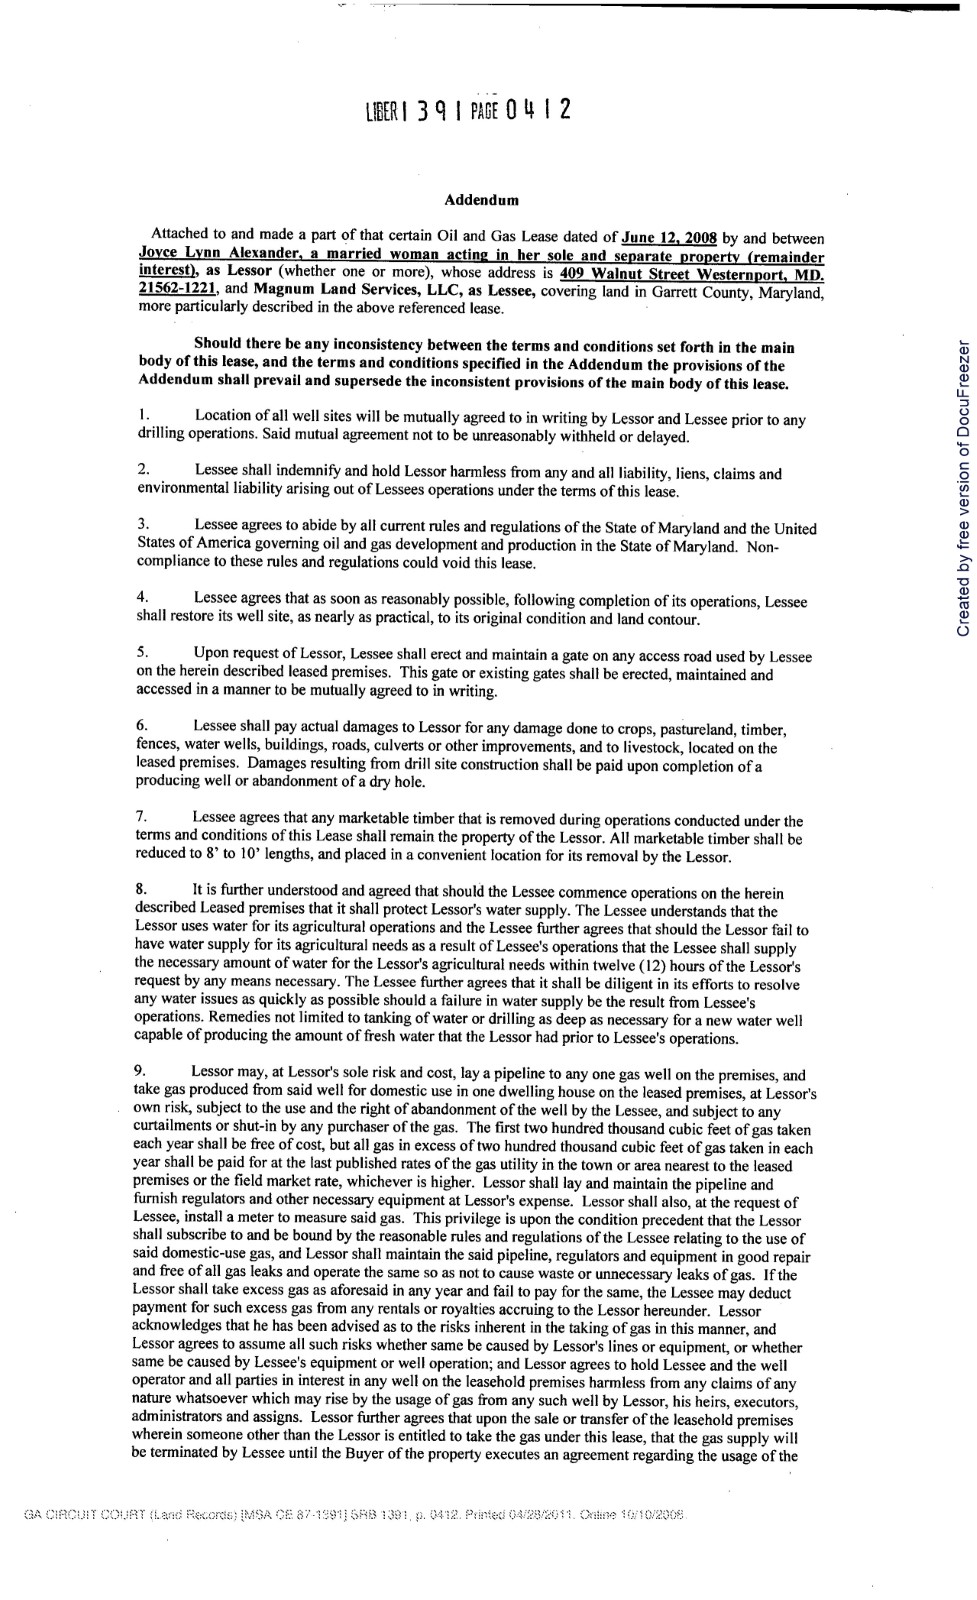 LIBER 1 3 9 1 PAGE 0 4 1 2
Addendum
Attached to and made a part of that certain Oil and Gas Lease dated of June 12, 2008 by and between
Joyce Lynn Alexander, a married woman acting in her sole and separate property (remainder
interest), as Lessor (whether one or more), whose address is 409 Walnut Street Westernport, MD.
21562-1221, and Magnum Land Services, LLC, as Lessee, covering land in Garrett County, Maryland,
more particularly described in the above referenced lease.
Should there be any inconsistency between the terms and conditions set forth in the main
body of this lease, and the terms and conditions specified in the Addendum the provisions of the
Addendum shall prevail and supersede the inconsistent provisions of the main body of this lease.
1. Location of all well sites will be mutually agreed to in writing by Lessor and Lessee prior to any
drilling operations. Said mutual agreement not to be unreasonably withheld or delayed.
2. Lessee shall indemnify and hold Lessor harmless from any and all liability, liens, claims and
environmental liability arising out of Lessees operations under the terms of this lease.
3. Lessee agrees to abide by all current rules and regulations of the State of Maryland and the United
States of America governing oil and gas development and production in the State of Maryland. Non-
compliance to these rules and regulations could void this lease.
4. Lessee agrees that as soon as reasonably possible, following completion of its operations, Lessee
shall restore its well site, as nearly as practical, to its original condition and land contour.
5. Upon request of Lessor, Lessee shall erect and maintain a gate on any access road used by Lessee
on the herein described leased premises. This gate or existing gates shall be erected, maintained and
accessed in a manner to be mutually agreed to in writing.
6. Lessee shall pay actual damages to Lessor for any damage done to crops, pastureland, timber,
fences, water wells, buildings, roads, culverts or other improvements, and to livestock, located on the
leased premises. Damages resulting from drill site construction shall be paid upon completion of a
producing well or abandonment of a dry hole.
7. Lessee agrees that any marketable timber that is removed during operations conducted under the
terms and conditions of this Lease shall remain the property of the Lessor. All marketable timber shall be
reduced to 8' to 10' lengths, and placed in a convenient location for its removal by the Lessor.
8. It is further understood and agreed that should the Lessee commence operations on the herein
described Leased premises that it shall protect Lessor's water supply. The Lessee understands that the
Lessor uses water for its agricultural operations and the Lessee further agrees that should the Lessor fail to
have water supply for its agricultural needs as a result of Lessee's operations that the Lessee shall supply
the necessary amount of water for the Lessor's agricultural needs within twelve (12) hours of the Lessor's
request by any means necessary. The Lessee further agrees that it shall be diligent in its efforts to resolve
any water issues as quickly as possible should a failure in water supply be the result from Lessee's
operations. Remedies not limited to tanking of water or drilling as deep as necessary for a new water well
capable of producing the amount of fresh water that the Lessor had prior to Lessee's operations.
9. Lessor may, at Lessor's sole risk and cost, lay a pipeline to any one gas well on the premises, and
take gas produced from said well for domestic use in one dwelling house on the leased premises, at Lessor's
own risk, subject to the use and the right of abandonment of the well by the Lessee, and subject to any
curtailments or shut-in by any purchaser of the gas. The first two hundred thousand cubic feet of gas taken
each year shall be free of cost, but all gas in excess of two hundred thousand cubic feet of gas taken in each
year shall be paid for at the last published rates of the gas utility in the town or area nearest to the leased
premises or the field market rate, whichever is higher. Lessor shall lay and maintain the pipeline and
furnish regulators and other necessary equipment at Lessor's expense. Lessor shall also, at the request of
Lessee, install a meter to measure said gas. This privilege is upon the condition precedent that the Lessor
shall subscribe to and be bound by the reasonable rules and regulations of the Lessee relating to the use of
said domestic-use gas, and Lessor shall maintain the said pipeline, regulators and equipment in good repair
and free of all gas leaks and operate the same so as not to cause waste or unnecessary leaks of gas. If the
Lessor shall take excess gas as aforesaid in any year and fail to pay for the same, the Lessee may deduct
payment for such excess gas from any rentals or royalties accruing to the Lessor hereunder. Lessor
acknowledges that he has been advised as to the risks inherent in the taking of gas in this manner, and
Lessor agrees to assume all such risks whether same be caused by Lessor's lines or equipment, or whether
same be caused by Lessee's equipment or well operation; and Lessor agrees to hold Lessee and the well
operator and all parties in interest in any well on the leasehold premises harmless from any claims of any
nature whatsoever which may rise by the usage of gas from any such well by Lessor, his heirs, executors,
administrators and assigns. Lessor further agrees that upon the sale or transfer of the leasehold premises
wherein someone other than the Lessor is entitled to take the gas under this lease, that the gas supply will
be terminated by Lessee until the Buyer of the property executes an agreement regarding the usage of the
GA CIRCUIT COURT (Land Records) [MSA CE 87-1391] SRB 1391, p. 0412. Printed 04/28/2011. Online 10/10/2008.
Created by free version of DocuFreezer